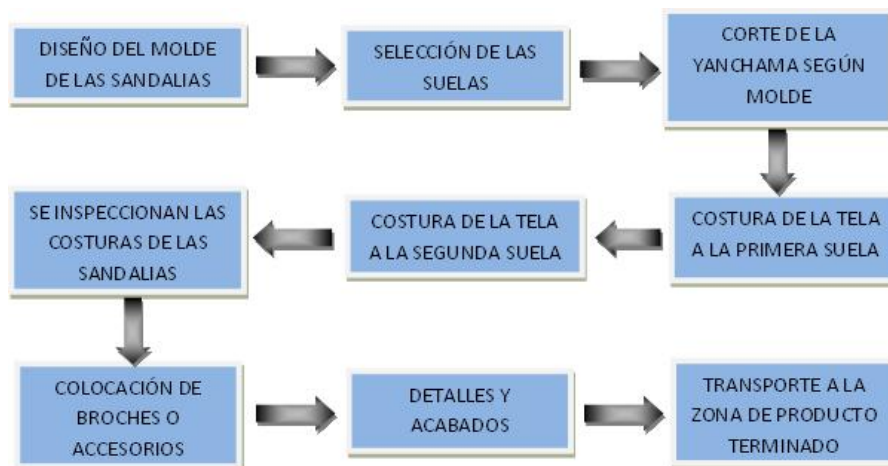 DISEÑO DEL MOLDE
DE LAS SANDALIAS
SELECCIÓN DE LAS
SUELAS
CORTE DE LA
YANCHAMA SEGÚN
MOLDE
COSTURA DE LA TELA
A LA PRIMERA SUELA
COSTURA DE LA TELA
A LA SEGUNDA SUELA
SE INSPECCIONAN LAS
COSTURAS DE LAS
SANDALIAS
COLOCACIÓN DE
BROCHES O
ACCESORIOS
DETALLES Y
ACABADOS
TRANSPORTE A LA
ZONA DE PRODUCTO
TERMINADO